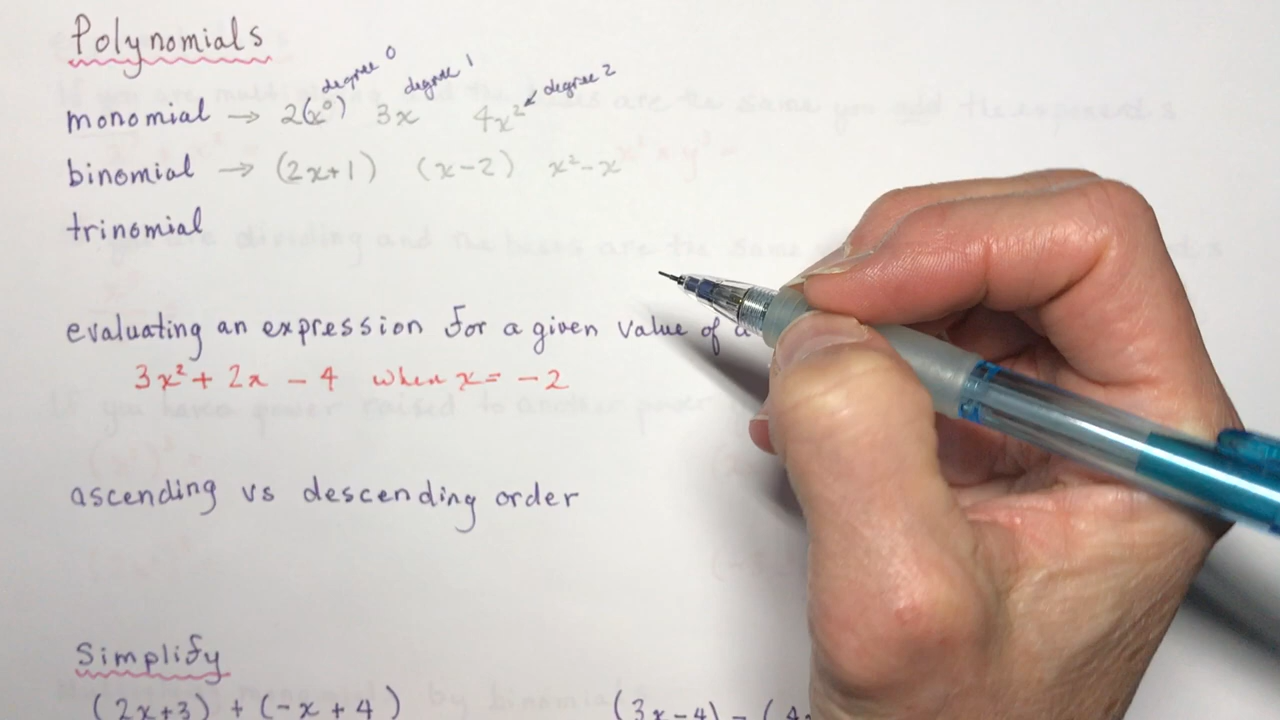 Polynomials
degree 0 degree 1 degree 2
monomial → 2(x⁰) 3x 4x²
binomial → (2x+1) (x-2) x²-x
trinomial
evaluating an expression for a given value of a
3x² + 2x - 4 when x = -2
ascending vs descending order
Simplify
(2x+3) + (-x+4) (3x-4) - (4